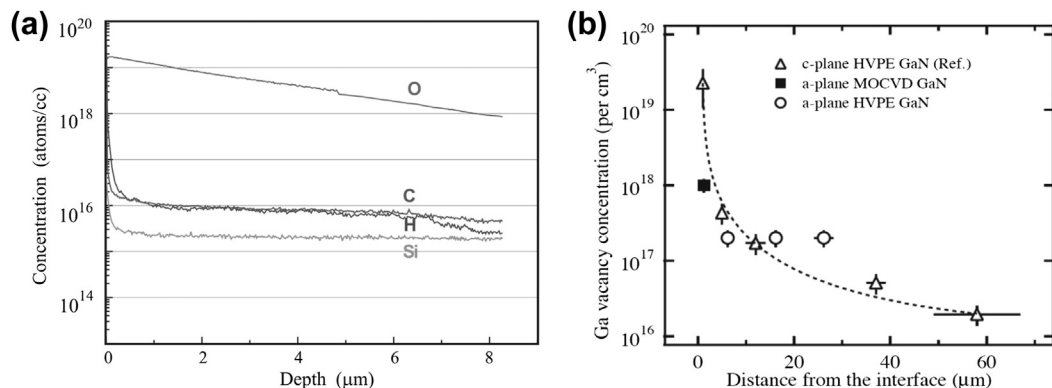 (a)
10^20
10^18
10^16
10^14
Concentration (atoms/cc)
O
C
H
Si
0
2
4
6
8
Depth (μm)
(b)
10^20
10^19
10^18
10^17
10^16
Ga vacancy concentration (per cm^3)
c-plane HVPE GaN (Ref.)
a-plane MOCVD GaN
a-plane HVPE GaN
0
20
40
60
Distance from the interface (μm)